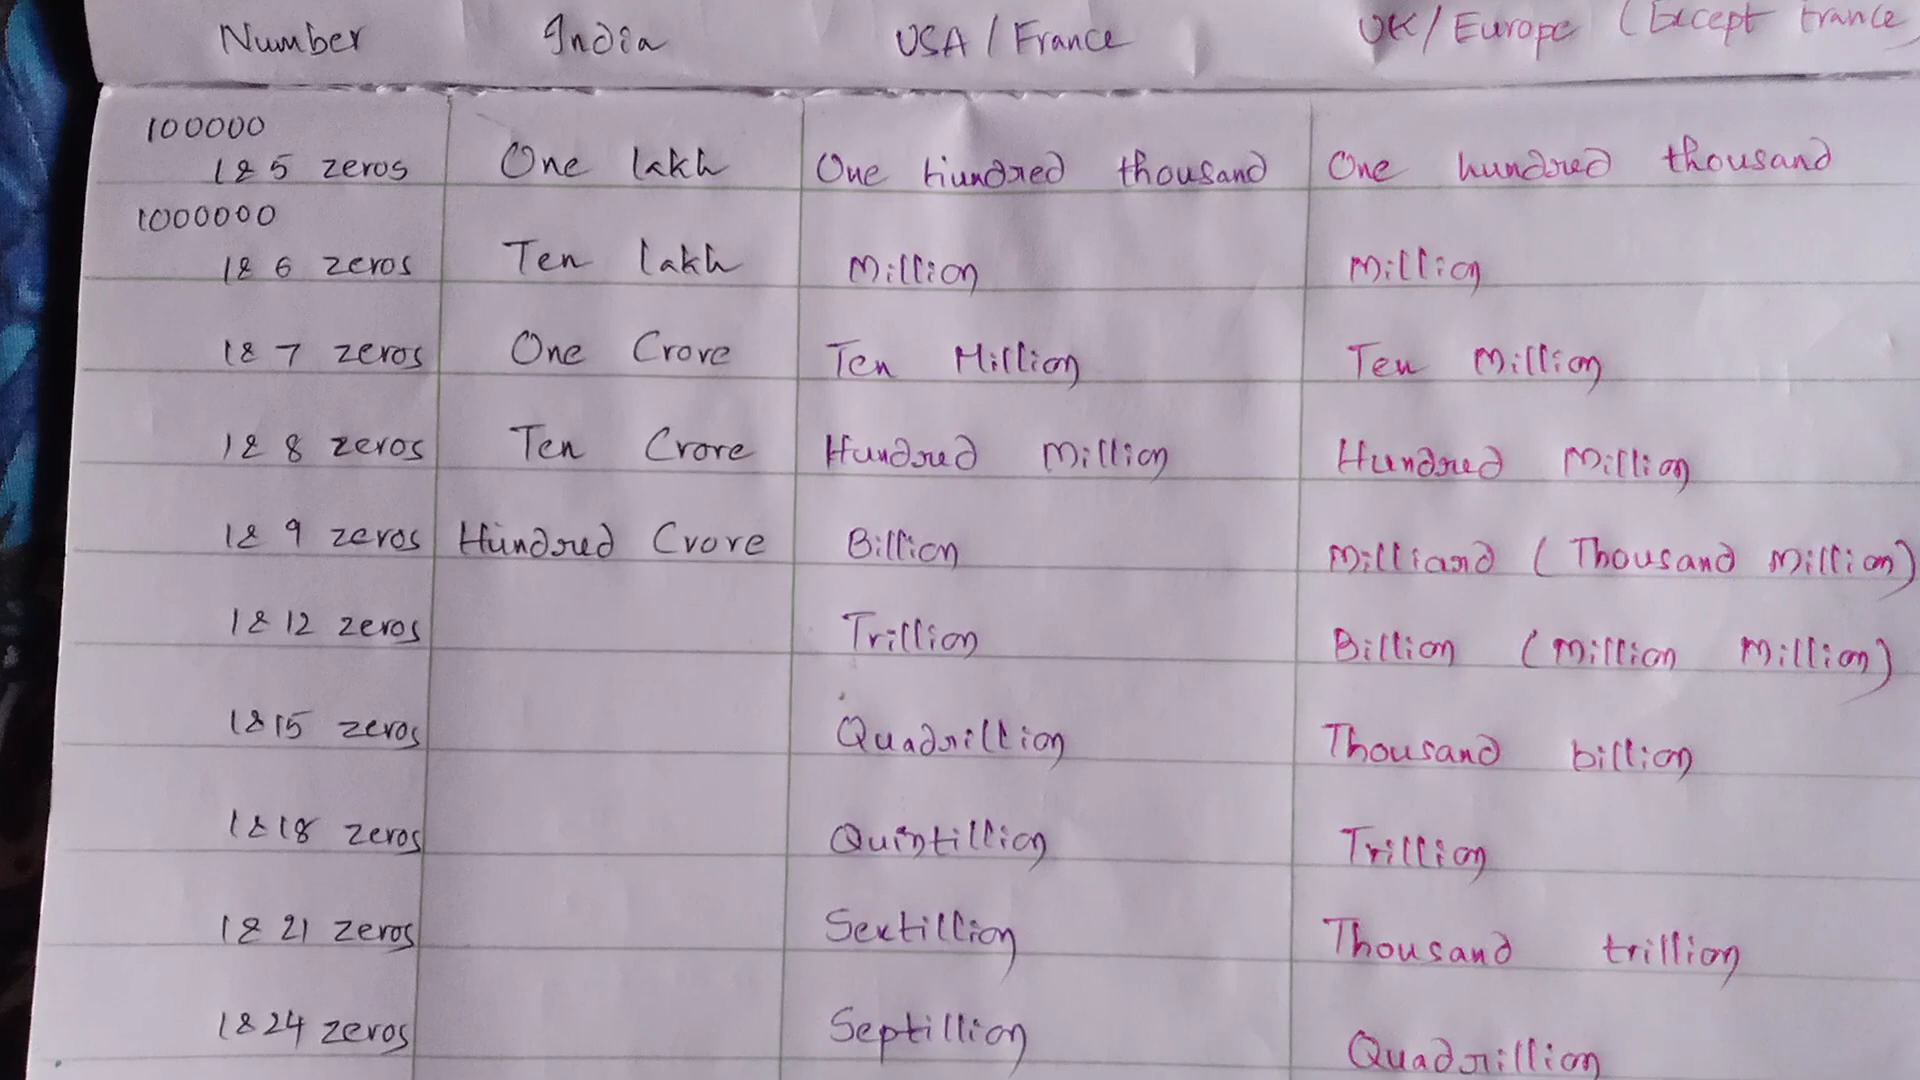 Number India USA / France UK / Europe (Except France)
100000
1 & 5 zeros One lakh One hundred thousand One hundred thousand
1000000
1 & 6 zeros Ten lakh Million Million
1 & 7 zeros One Crore Ten Million Ten Million
1 & 8 zeros Ten Crore Hundred Million Hundred Million
1 & 9 zeros Hundred Crore Billion Milliard (Thousand Million)
1 & 12 zeros Trillion Billion (Million Million)
1 & 15 zeros Quadrillion Thousand billion
1 & 18 zeros Quintillion Trillion
1 & 21 zeros Sextillion Thousand trillion
1 & 24 zeros Septillion Quadrillion